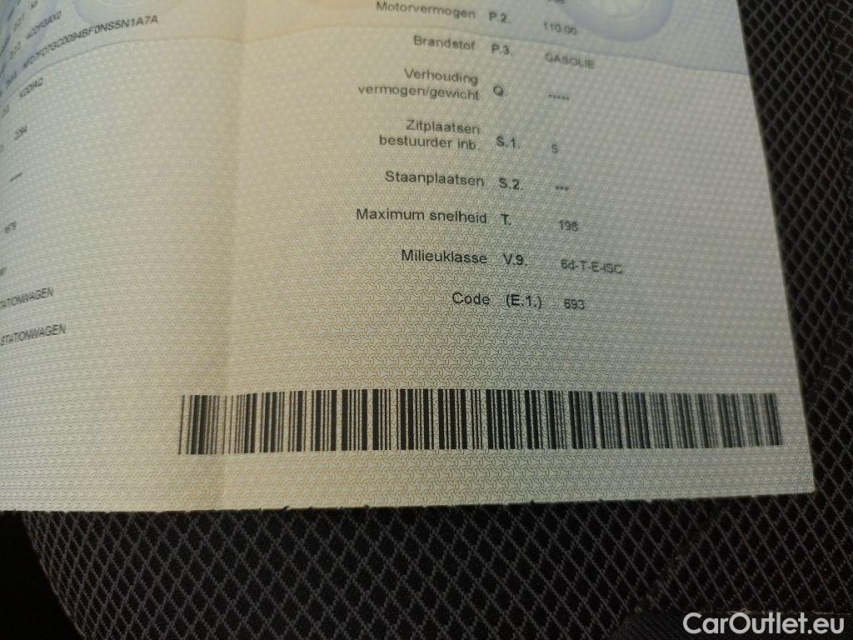 Motorvermogen P.2. 110.00
Brandstof P.3. GASOLIE
Verhouding
vermogen/gewicht Q. -----
Zitplaatsen
bestuurder inb. S.1. 5
Staanplaatsen S.2. ---
Maximum snelheid T. 198
Milieuklasse V.9. 6d-T-E-ISC
Code (E.1.) 693
STATIONWAGEN
CarOutlet.eu